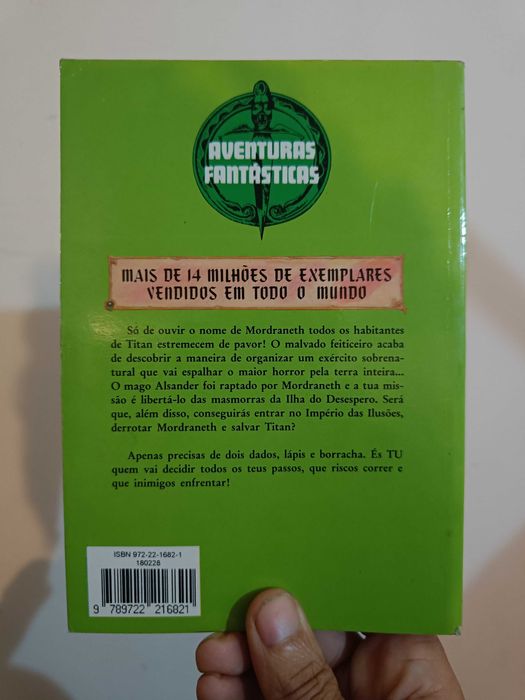 AVENTURAS
FANTÁSTICAS
MAIS DE 14 MILHÕES DE EXEMPLARES
VENDIDOS EM TODO O MUNDO
Só de ouvir o nome de Mordraneth todos os habitantes
de Titan estremecem de pavor! O malvado feiticeiro acaba
de descobrir a maneira de organizar um exército sobrena-
tural que vai espalhar o maior horror pela terra inteira...
O mago Alsander foi raptado por Mordraneth e a tua mis-
são é libertá-lo das masmorras da Ilha do Desespero. Será
que, além disso, conseguirás entrar no Império das Ilusões,
derrotar Mordraneth e salvar Titan?
Apenas precisas de dois dados, lápis e borracha. És TU
quem vai decidir todos os teus passos, que riscos correr e
que inimigos enfrentar!
ISBN 972-22-1682-1
180228
9 789722 216821